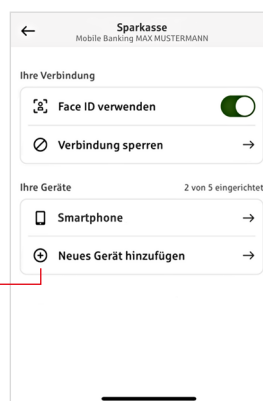 Sparkasse
Mobile Banking MAX MUSTERMANN
Ihre Verbindung
Face ID verwenden
Verbindung sperren
Ihre Geräte 2 von 5 eingerichtet
Smartphone
Neues Gerät hinzufügen